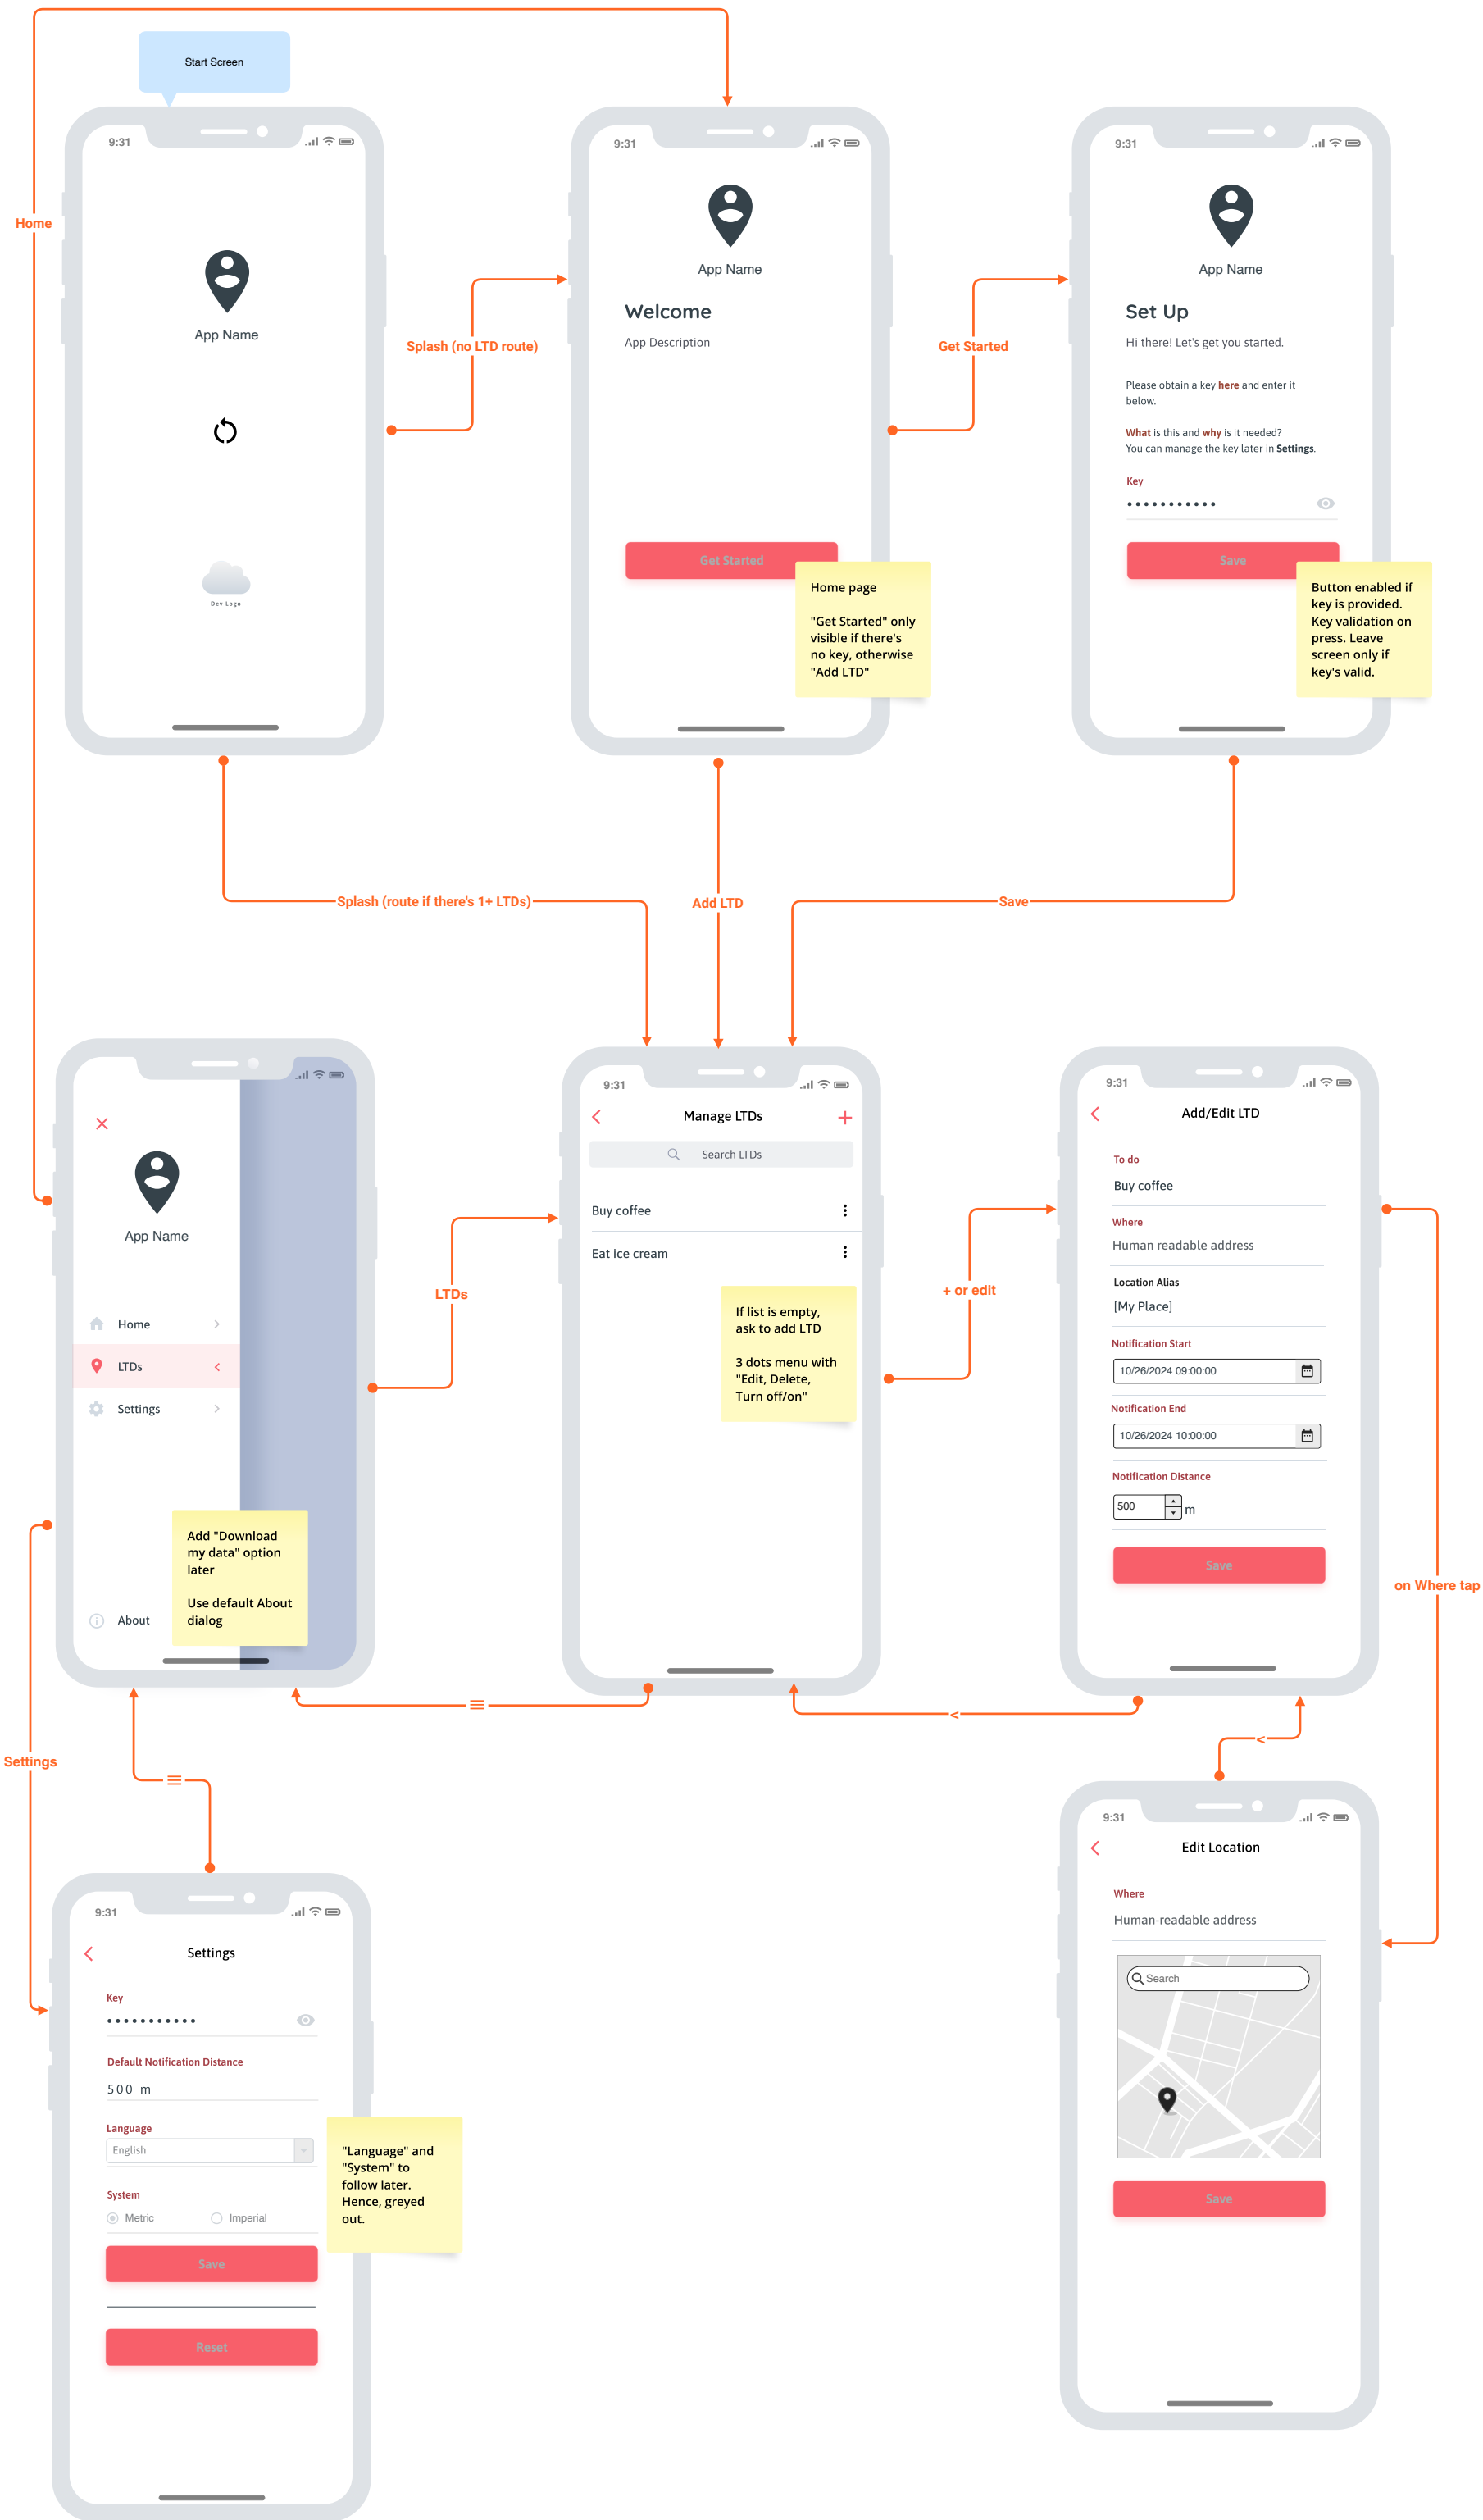 Start Screen
9:31
App Name
Dev Logo
Home
Splash (no LTD route)
9:31
App Name
Welcome
App Description
Get Started
Home page
"Get Started" only
visible if there's
no key, otherwise
"Add LTD"
Get Started
9:31
App Name
Set Up
Hi there! Let's get you started.
Please obtain a key here and enter it
below.
What is this and why is it needed?
You can manage the key later in Settings.
Key
Save
Button enabled if
key is provided.
Key validation on
press. Leave
screen only if
key's valid.
Splash (route if there's 1+ LTDs)
Add LTD
Save
App Name
Home
LTDs
Settings
About
Add "Download
my data" option
later
Use default About
dialog
LTDs
9:31
Manage LTDs
Search LTDs
Buy coffee
Eat ice cream
If list is empty,
ask to add LTD
3 dots menu with
"Edit, Delete,
Turn off/on"
+ or edit
9:31
Add/Edit LTD
To do
Buy coffee
Where
Human readable address
Location Alias
[My Place]
Notification Start
10/26/2024 09:00:00
Notification End
10/26/2024 10:00:00
Notification Distance
500
m
Save
on Where tap
<
<
Settings
9:31
Settings
Key
Default Notification Distance
500 m
Language
English
System
Metric
Imperial
Save
Reset
"Language" and
"System" to
follow later.
Hence, greyed
out.
9:31
Edit Location
Where
Human-readable address
Search
Save